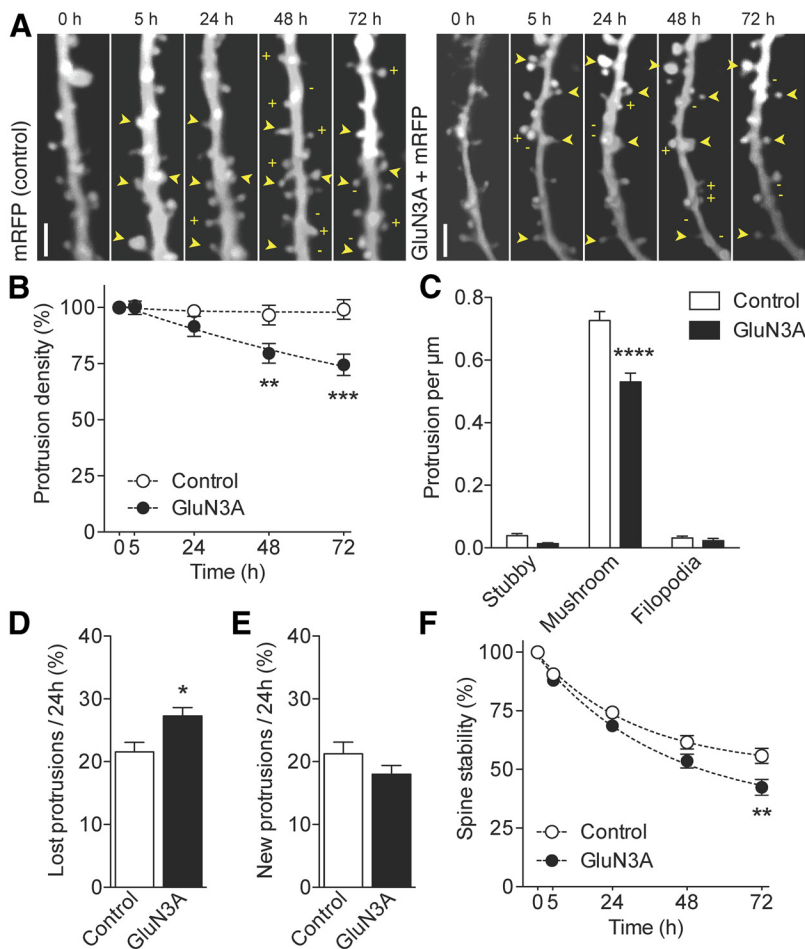 A
0 h 5 h 24 h 48 h 72 h
mRFP (control)
+ + - + + + + - -
+ - + -
0 h 5 h 24 h 48 h 72 h
GluN3A + mRFP
+ - + - - - + + + -
- - -
B
Protrusion density (%)
100
75
50
25
0
** ***
Control
GluN3A
0 5 24 48 72
Time (h)
C
Protrusion per µm
0.8
0.6
0.4
0.2
0.0
Control
GluN3A
****
Stubby
Mushroom
Filopodia
D
Lost protrusions / 24h (%)
40
30
20
10
0
*
Control
GluN3A
E
New protrusions / 24h (%)
40
30
20
10
0
Control
GluN3A
F
Spine stability (%)
100
75
50
25
0
**
Control
GluN3A
0 5 24 48 72
Time (h)